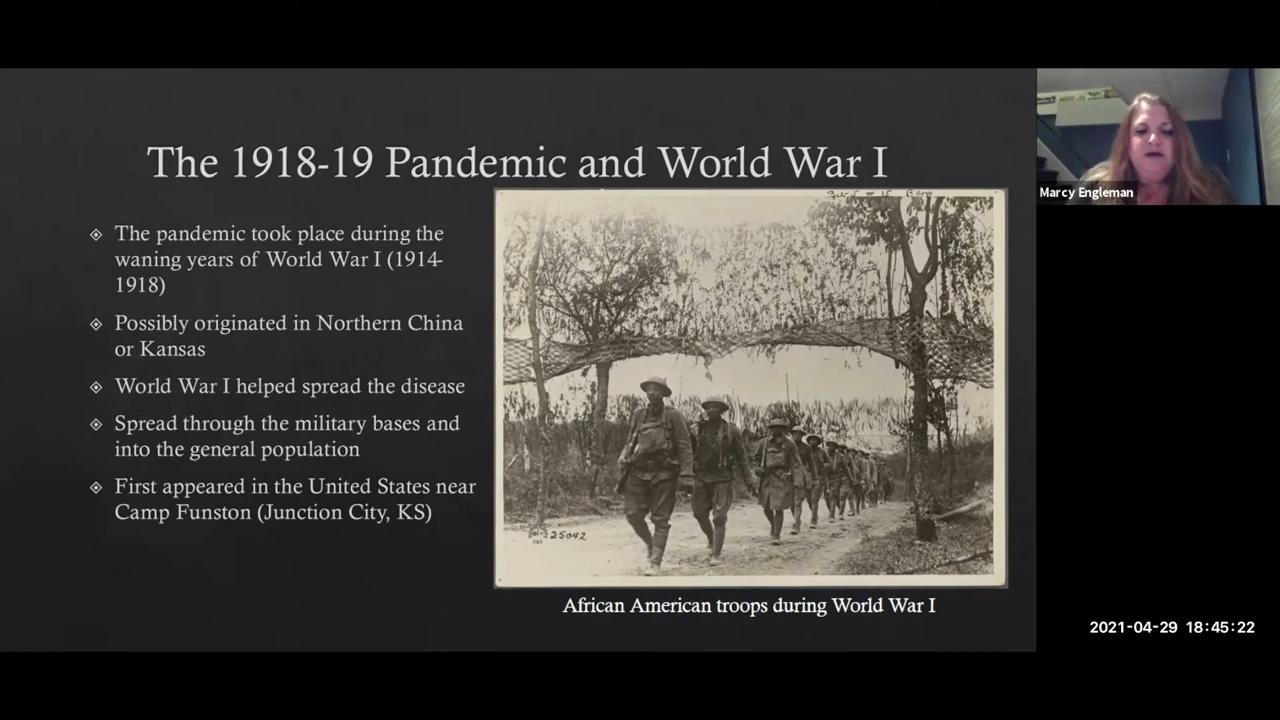 The 1918-19 Pandemic and World War I
The pandemic took place during the
waning years of World War I (1914-
1918)
Possibly originated in Northern China
or Kansas
World War I helped spread the disease
Spread through the military bases and
into the general population
First appeared in the United States near
Camp Funston (Junction City, KS)
25042
African American troops during World War I
Marcy Engleman
2021-04-29 18:45:22